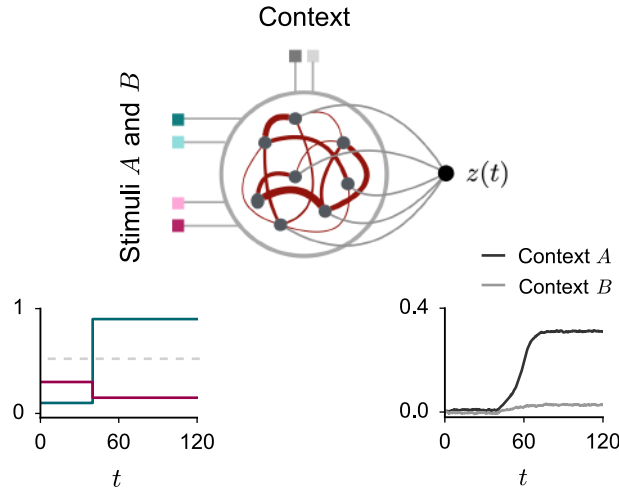 Context
Stimuli A and B
z(t)
Context A
Context B
1
0
0
60
120
t
0.4
0.0
0
60
120
t